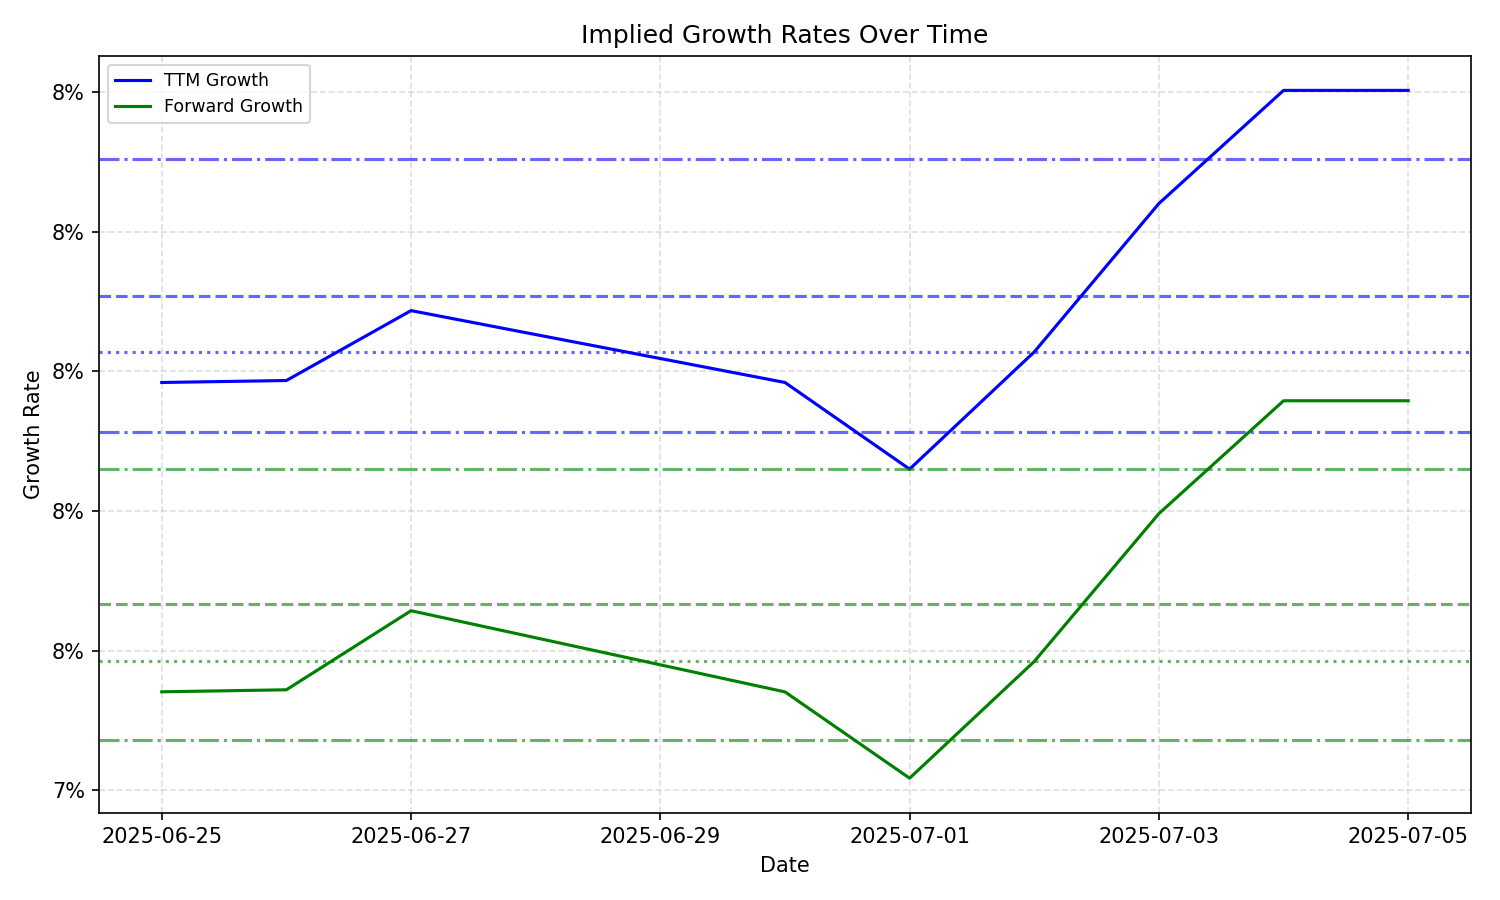 Implied Growth Rates Over Time
TTM Growth
Forward Growth
8%
8%
8%
8%
8%
7%
Growth Rate
2025-06-25
2025-06-27
2025-06-29
2025-07-01
2025-07-03
2025-07-05
Date